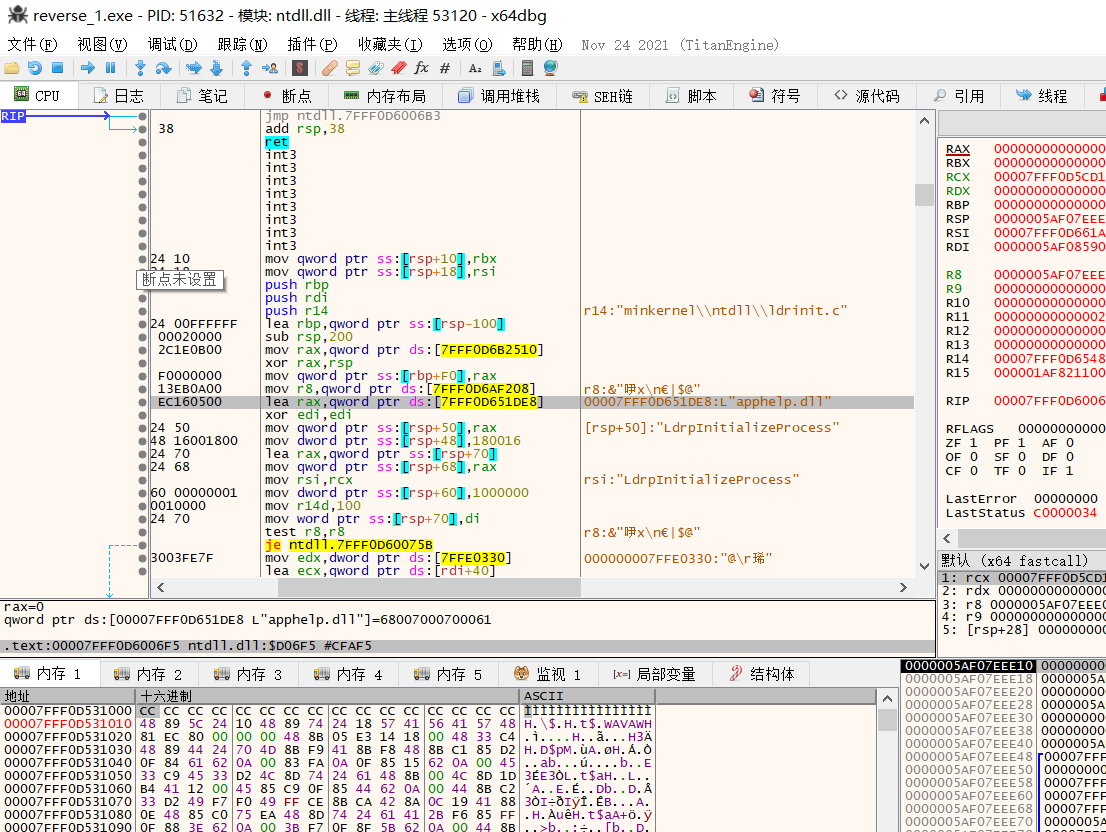 reverse_1.exe - PID: 51632 - 模块: ntdll.dll - 线程: 主线程 53120 - x64dbg
文件(F) 视图(V) 调试(D) 跟踪(N) 插件(P) 收藏夹(I) 选项(O) 帮助(H) Nov 24 2021 (TitanEngine)
CPU 日志 笔记 断点 内存布局 调用堆栈 SEH链 脚本 符号 源代码 引用 线程
RIP
jmp ntdll.7FFF0D6006B3
38 add rsp,38
ret
int3
int3
int3
int3
int3
int3
int3
int3
24 10 mov qword ptr ss:[rsp+10],rbx
mov qword ptr ss:[rsp+18],rsi
断点未设置
push rbp
push rdi
push r14 r14:"minkernel\\ntdll\\ldrinit.c"
24 00FFFFFF lea rbp,qword ptr ss:[rsp-100]
00020000 sub rsp,200
2C1E0B00 mov rax,qword ptr ds:[7FFF0D6B2510]
xor rax,rsp
F0000000 mov qword ptr ss:[rbp+F0],rax
13EB0A00 mov r8,qword ptr ds:[7FFF0D6AF208] r8:&"咿x\n€|$@"
EC160500 lea rax,qword ptr ds:[7FFF0D651DE8] 00007FFF0D651DE8:L"apphelp.dll"
xor edi,edi
24 50 mov qword ptr ss:[rsp+50],rax [rsp+50]:"LdrpInitializeProcess"
48 16001800 mov dword ptr ss:[rsp+48],180016
24 70 lea rax,qword ptr ss:[rsp+70]
24 68 mov qword ptr ss:[rsp+68],rax
mov rsi,rcx rsi:"LdrpInitializeProcess"
60 00000001 mov dword ptr ss:[rsp+60],1000000
0010000 mov r14d,100
24 70 mov word ptr ss:[rsp+70],di
test r8,r8 r8:&"咿x\n€|$@"
je ntdll.7FFF0D60075B
3003FE7F mov edx,dword ptr ds:[7FFE0330] 000000007FFE0330:"@\r琋"
lea ecx,qword ptr ds:[rdi+40]
RAX 00000000000000
RBX 00000000000000
RCX 00007FFF0D5CD1
RDX 00000000000000
RBP 00000000000000
RSP 0000005AF07EEE
RSI 00007FFF0D661A
RDI 0000005AF08590
R8 0000005AF07EEE
R9 00000000000000
R10 00000000000000
R11 00000000000002
R12 00000000000000
R13 00000000000000
R14 00007FFF0D6548
R15 000001AF821100
RIP 00007FFF0D6006
RFLAGS 00000000000
ZF 1 PF 1 AF 0
OF 0 SF 0 DF 0
CF 0 TF 0 IF 1
LastError 00000000
LastStatus C0000034
默认 (x64 fastcall)
1: rcx 00007FFF0D5CD1
2: rdx 00000000000000
3: r8 0000005AF07EEE0
4: r9 0000000000000
5: [rsp+28] 000000000
rax=0
qword ptr ds:[00007FFF0D651DE8 L"apphelp.dll"]=68007000700061
.text:00007FFF0D6006F5 ntdll.dll:$D06F5 #CFAF5
内存 1 内存 2 内存 3 内存 4 内存 5 监视 1 局部变量 结构体
地址 十六进制 ASCII
00007FFF0D531000 CC CC CC CC CC CC CC CC CC CC CC CC CC CC CC CC ÌÌÌÌÌÌÌÌÌÌÌÌÌÌÌÌ
00007FFF0D531010 48 89 5C 24 10 48 89 74 24 18 57 41 56 41 57 48 H.\$.H.t$.WAVAWH
00007FFF0D531020 81 EC 80 00 00 00 48 8B 05 E3 14 18 00 48 33 C4 .ì....H..ã...H3Ä
00007FFF0D531030 48 89 44 24 70 4D 8B F9 41 8B F8 48 8B C1 85 D2 H.D$pM.ùA.øH.Á.Ò
00007FFF0D531040 0F 84 61 62 0A 00 83 FA 0A 0F 85 15 62 0A 00 45 ..ab...ú....b..E
00007FFF0D531050 33 C9 45 33 D2 4C 8D 74 24 61 48 8B 00 4C 8D 1D 3ÉE3ÒL.t$aH..L..
00007FFF0D531060 B4 41 12 00 45 85 C9 0F 85 44 62 0A 00 44 8B C2 ´A..E.É..Db..D.Â
00007FFF0D531070 33 D2 49 F7 F0 49 FF CE 8B CA 42 8A 0C 19 41 88 3ÒI÷ðIÿÎ.ÊB...A.
00007FFF0D531080 0E 48 85 C0 75 EA 48 8D 74 24 61 41 2B F6 85 FF .H.ÀuêH.t$aA+ö.ÿ
00007FFF0D531090 0F 88 3E 62 0A 00 3B F7 0F 8F 5B 62 0A 00 44 8B ..>b..;÷..[b..D.
0000005AF07EEE10 00000000
0000005AF07EEE18 0000005A
0000005AF07EEE20 00000000
0000005AF07EEE28 00000000
0000005AF07EEE30 00000000
0000005AF07EEE38 00000000
0000005AF07EEE40 0000005A